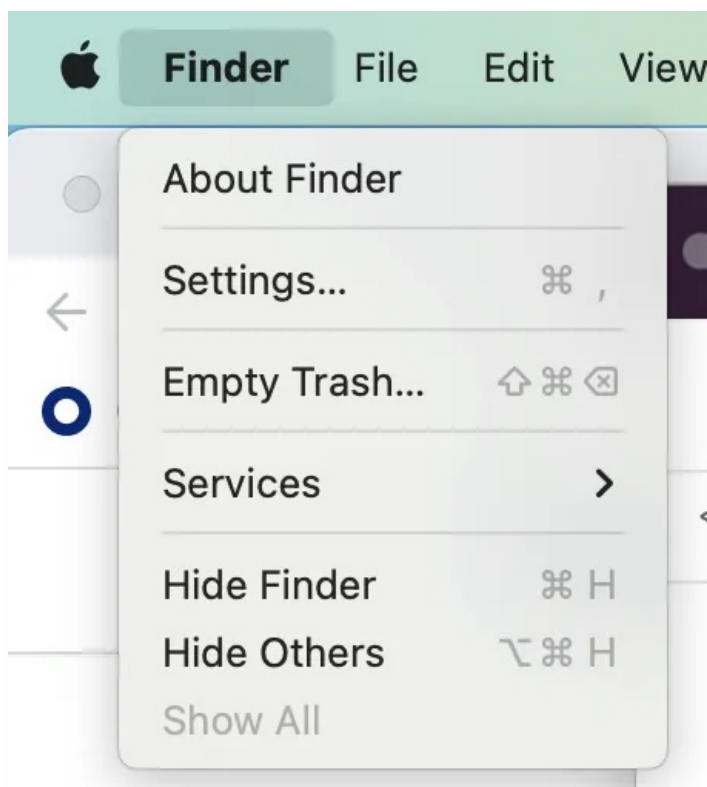 Finder File Edit View
About Finder
Settings... ⌘ ,
Empty Trash... ⇧⌘⌫
Services >
Hide Finder ⌘ H
Hide Others ⌥⌘ H
Show All